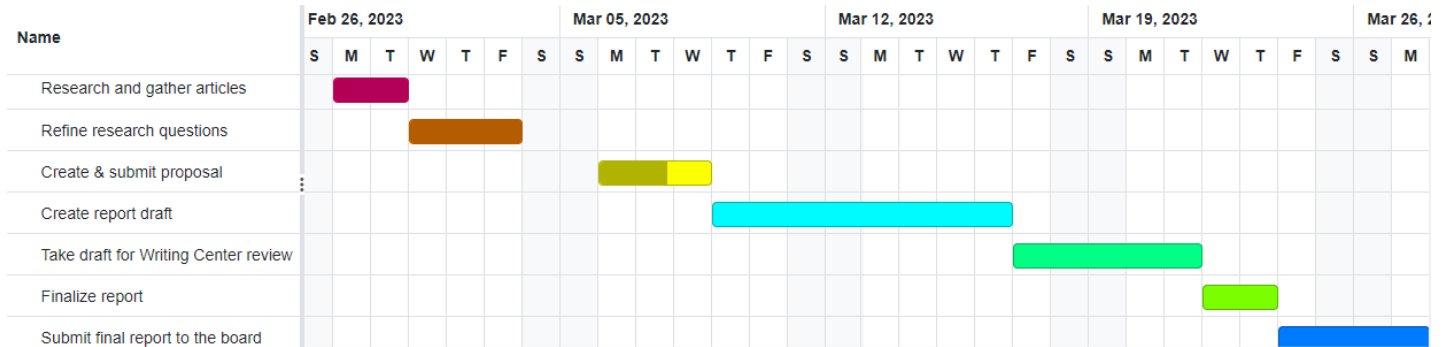 Name
Feb 26, 2023 Mar 05, 2023 Mar 12, 2023 Mar 19, 2023 Mar 26,
S M T W T F S S M T W T F S S M T W T F S S M T W T F S S M
Research and gather articles
Refine research questions
Create & submit proposal
Create report draft
Take draft for Writing Center review
Finalize report
Submit final report to the board